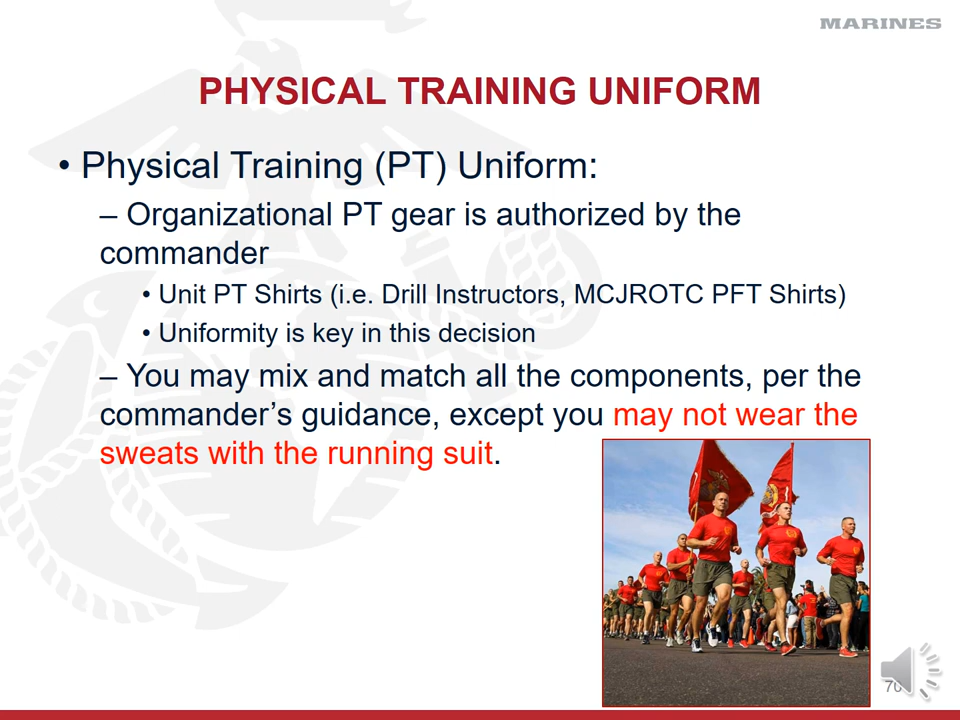 MARINES
PHYSICAL TRAINING UNIFORM
• Physical Training (PT) Uniform:
– Organizational PT gear is authorized by the
commander
• Unit PT Shirts (i.e. Drill Instructors, MCJROTC PFT Shirts)
• Uniformity is key in this decision
– You may mix and match all the components, per the
commander’s guidance, except you may not wear the
sweats with the running suit.